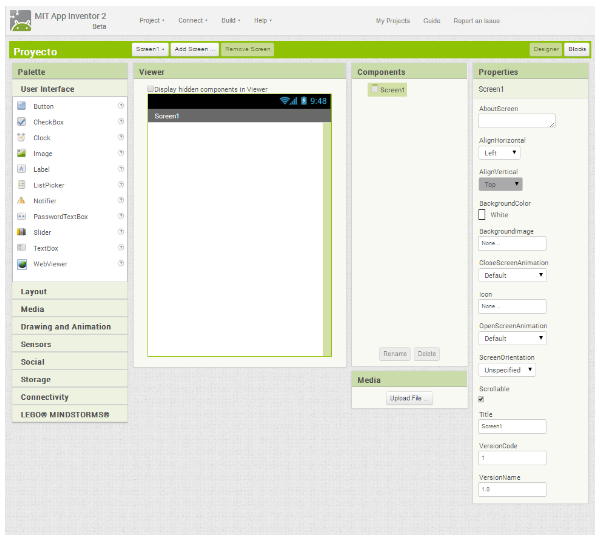 MIT App Inventor 2
Beta
Project Connect Build Help My Projects Guide Report an Issue
Proyecto Screen1 Add Screen ... Remove Screen Designer Blocks
Palette
User Interface
Button
CheckBox
Clock
Image
Label
ListPicker
Notifier
PasswordTextBox
Slider
TextBox
WebViewer
Layout
Media
Drawing and Animation
Sensors
Social
Storage
Connectivity
LEGO® MINDSTORMS®
Viewer
Display hidden components in Viewer
9:48
Screen1
Components
Screen1
Rename Delete
Media
Upload File ...
Properties
Screen1
AboutScreen
AlignHorizontal
Left
AlignVertical
Top
BackgroundColor
White
BackgroundImage
None...
CloseScreenAnimation
Default
Icon
None...
OpenScreenAnimation
Default
ScreenOrientation
Unspecified
Scrollable
Title
Screen1
VersionCode
1
VersionName
1.0